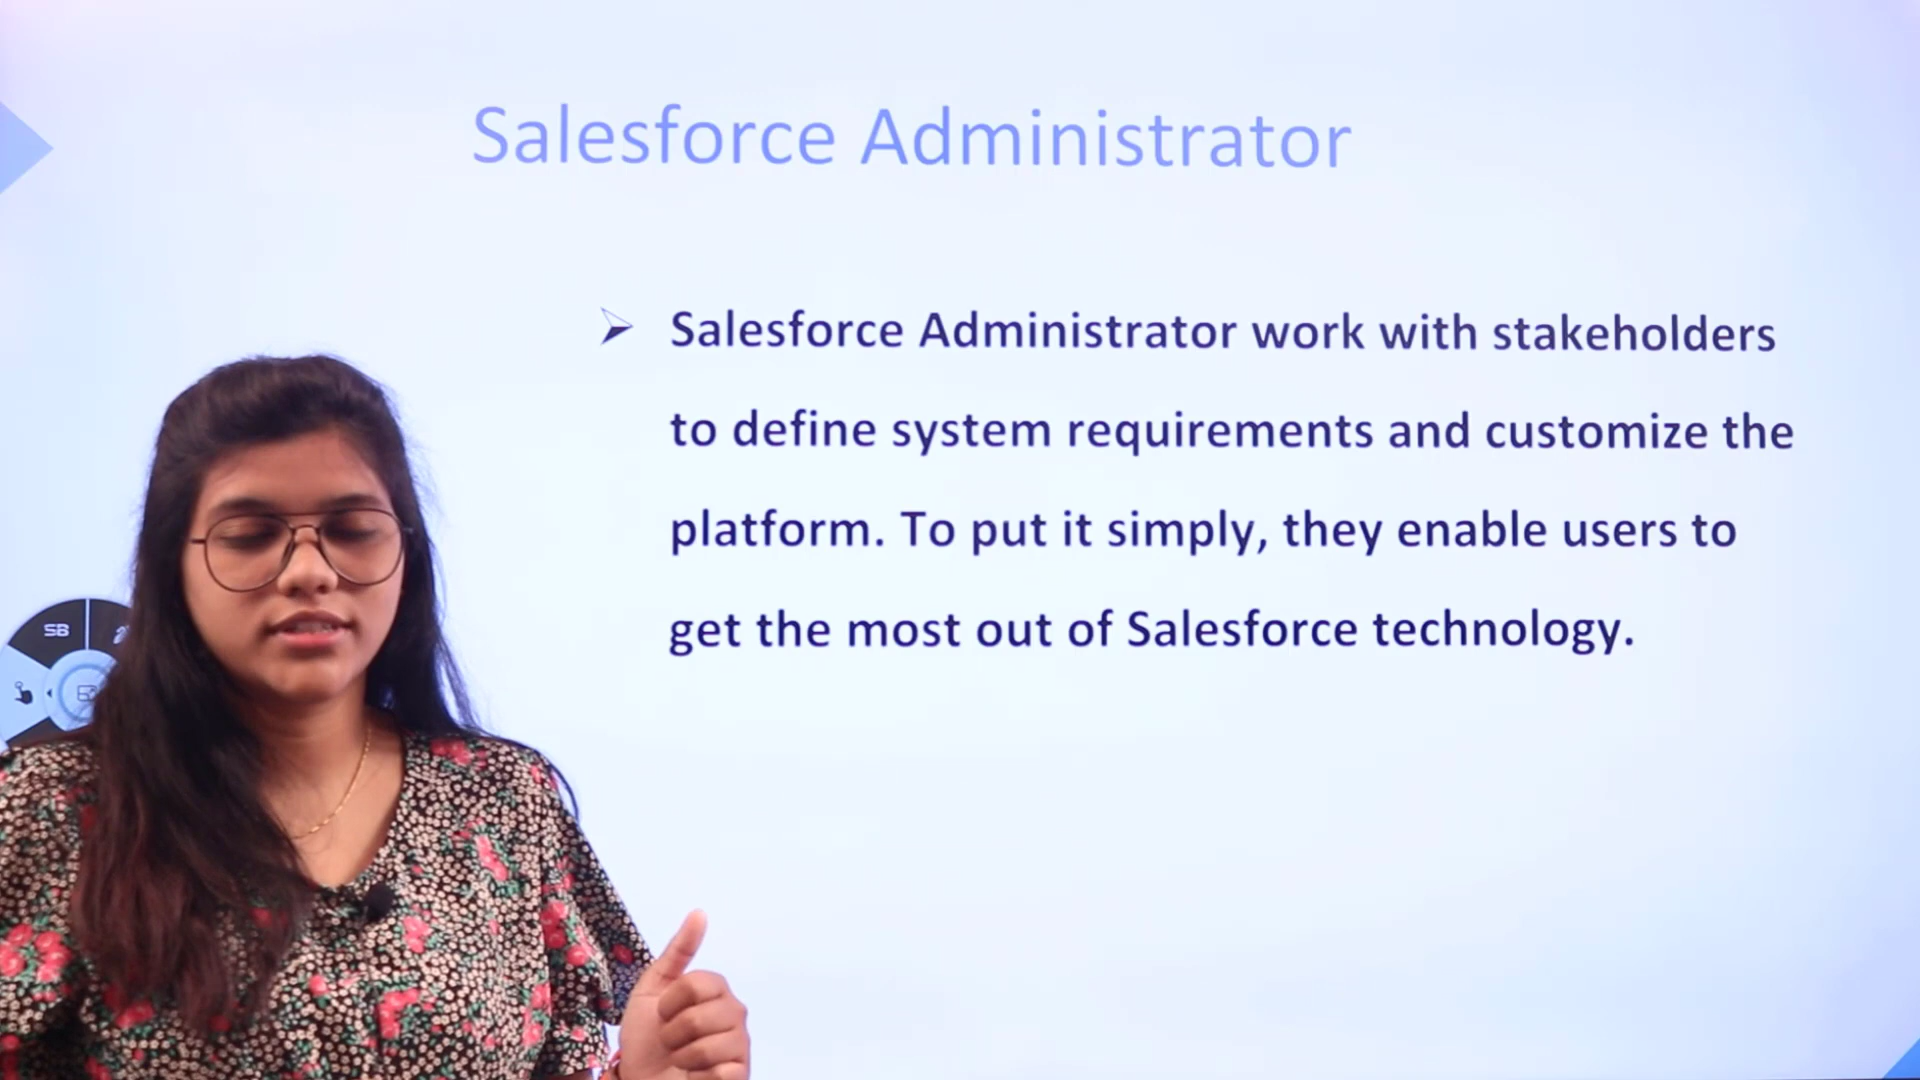 Salesforce Administrator
➢ Salesforce Administrator work with stakeholders
to define system requirements and customize the
platform. To put it simply, they enable users to
get the most out of Salesforce technology.
SB